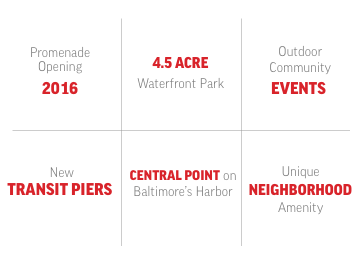 Promenade
Opening
2016
4.5 ACRE
Waterfront Park
Outdoor
Community
EVENTS
New
TRANSIT PIERS
CENTRAL POINT on
Baltimore's Harbor
Unique
NEIGHBORHOOD
Amenity